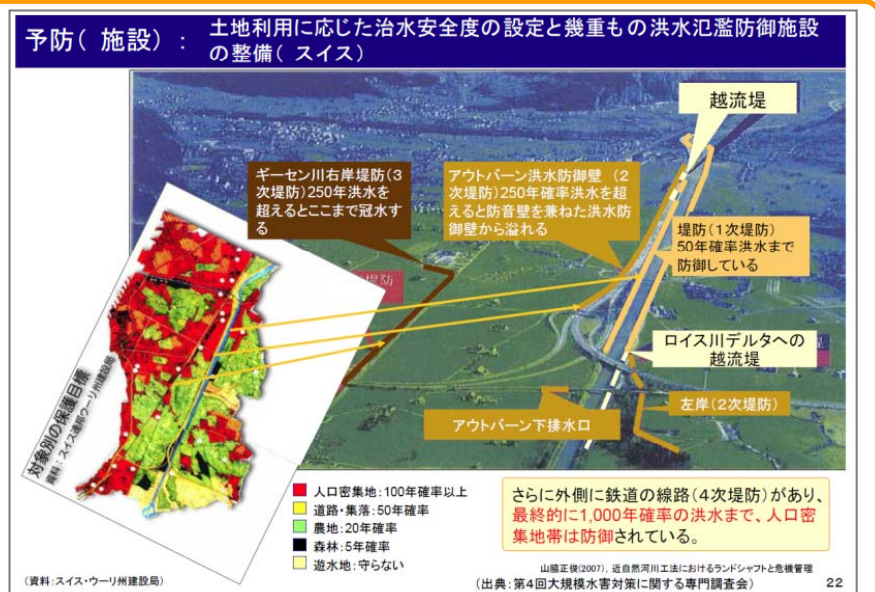 予防( 施設) : 土地利用に応じた治水安全度の設定と幾重もの洪水氾濫防御施設
の整備( スイス)
越流堤
ギーセン川右岸堤防(3
次堤防)250年洪水を
超えるとここまで冠水す
る
アウトバーン洪水防御壁 (2
次堤防)250年確率洪水を超
えると防音壁を兼ねた洪水防
御壁から溢れる
堤防(1次堤防)
50年確率洪水まで
防御している
堤防
ロイス川デルタへの
越流堤
左岸(2次堤防)
アウトバーン下排水口
対象別の保護目標
資料:スイス連邦ウーリ州建設局
人口密集地:100年確率以上
道路・集落:50年確率
農地:20年確率
森林:5年確率
遊水地:守らない
さらに外側に鉄道の線路(4次堤防)があり、
最終的に1,000年確率の洪水まで、人口密
集地帯は防御されている。
山脇正俊(2007), 近自然河川工法におけるランドシャフトと危機管理
(資料:スイス・ウーリ州建設局)
(出典:第4回大規模水害対策に関する専門調査会)
22